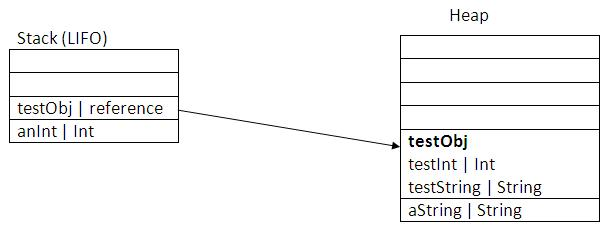 Heap
Stack (LIFO)
testObj | reference
anInt | Int
testObj
testInt | Int
testString | String
aString | String